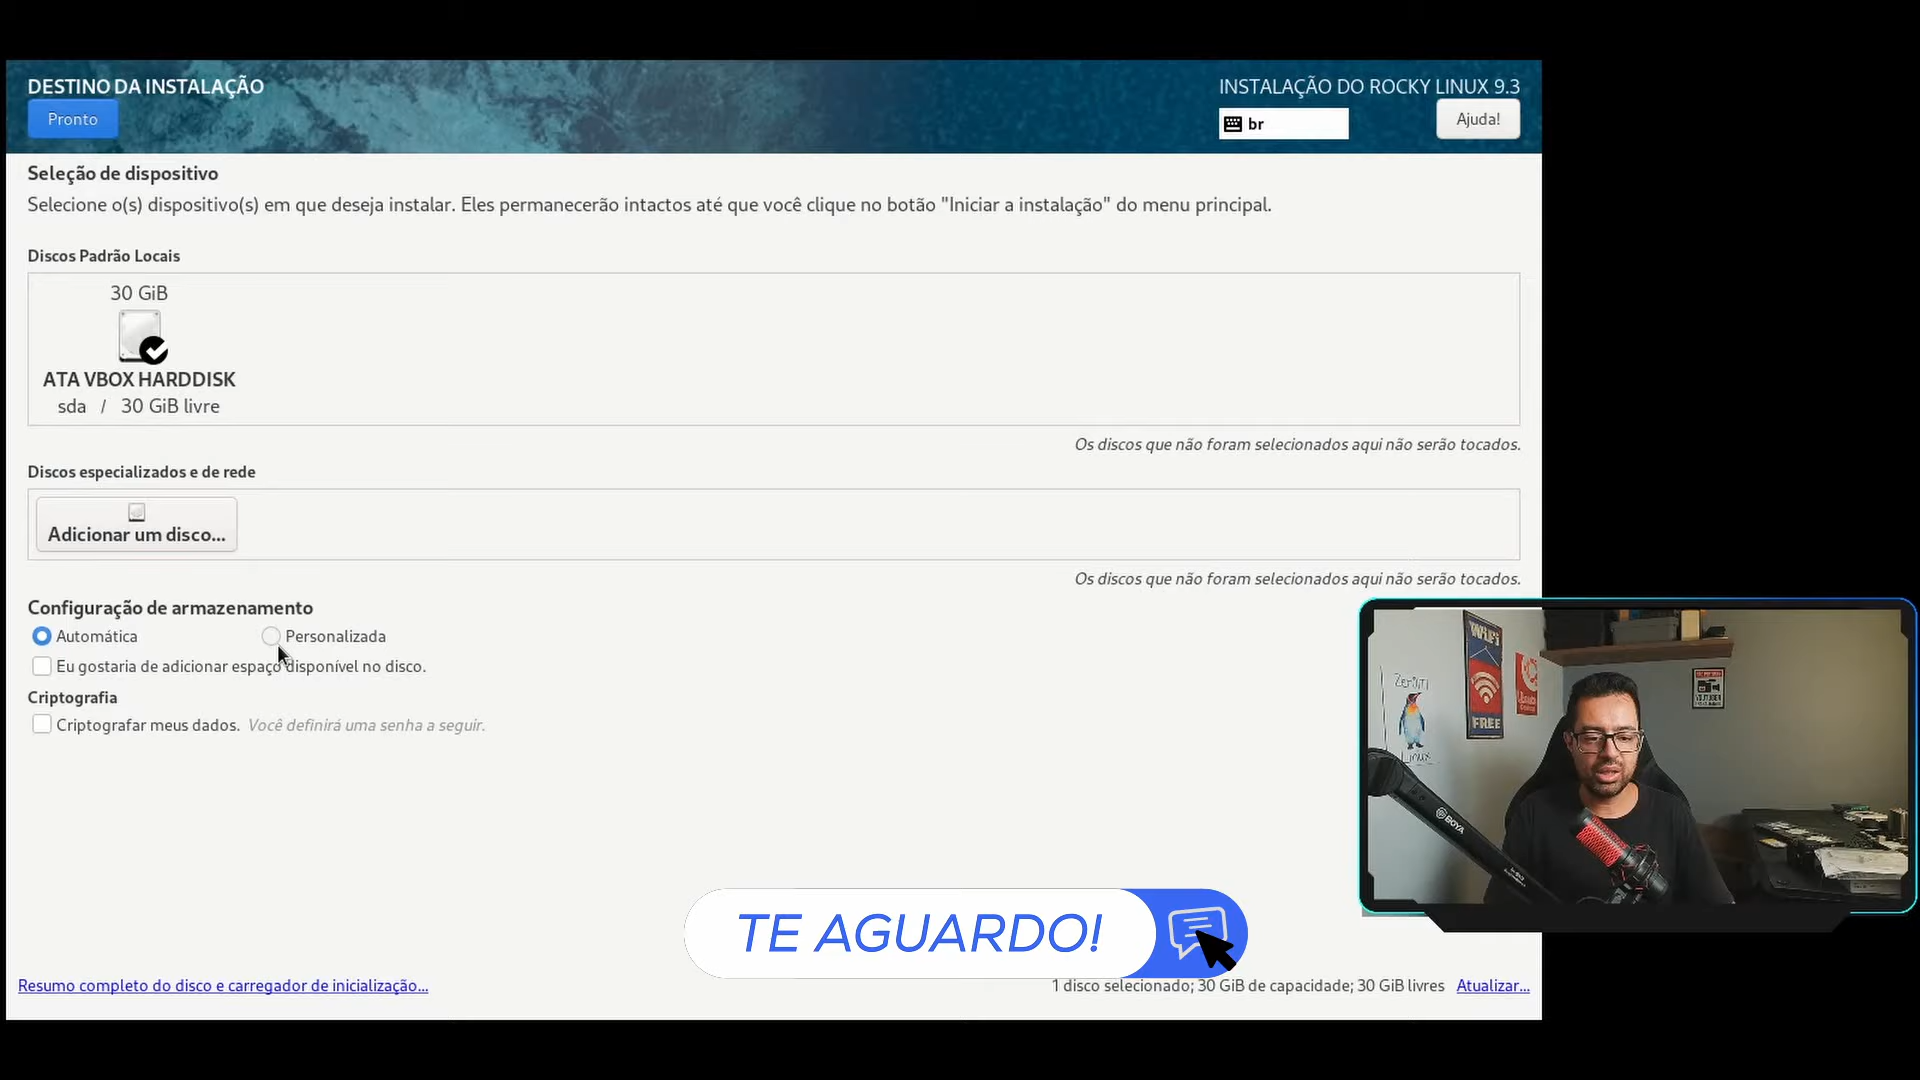 DESTINO DA INSTALAÇÃO
INSTALAÇÃO DO ROCKY LINUX 9.3
Pronto
br
Ajuda!
Seleção de dispositivo
Selecione o(s) dispositivo(s) em que deseja instalar. Eles permanecerão intactos até que você clique no botão "Iniciar a instalação" do menu principal.
Discos Padrão Locais
30 GiB
ATA VBOX HARDDISK
sda / 30 GiB livre
Os discos que não foram selecionados aqui não serão tocados.
Discos especializados e de rede
Adicionar um disco...
Os discos que não foram selecionados aqui não serão tocados.
Configuração de armazenamento
Automática
Personalizada
Eu gostaria de adicionar espaço disponível no disco.
Criptografia
Criptografar meus dados. Você definirá uma senha a seguir.
WiFi
FREE
Linux
BOYA
TE AGUARDO!
Resumo completo do disco e carregador de inicialização...
1 disco selecionado; 30 GiB de capacidade; 30 GiB livres
Atualizar...